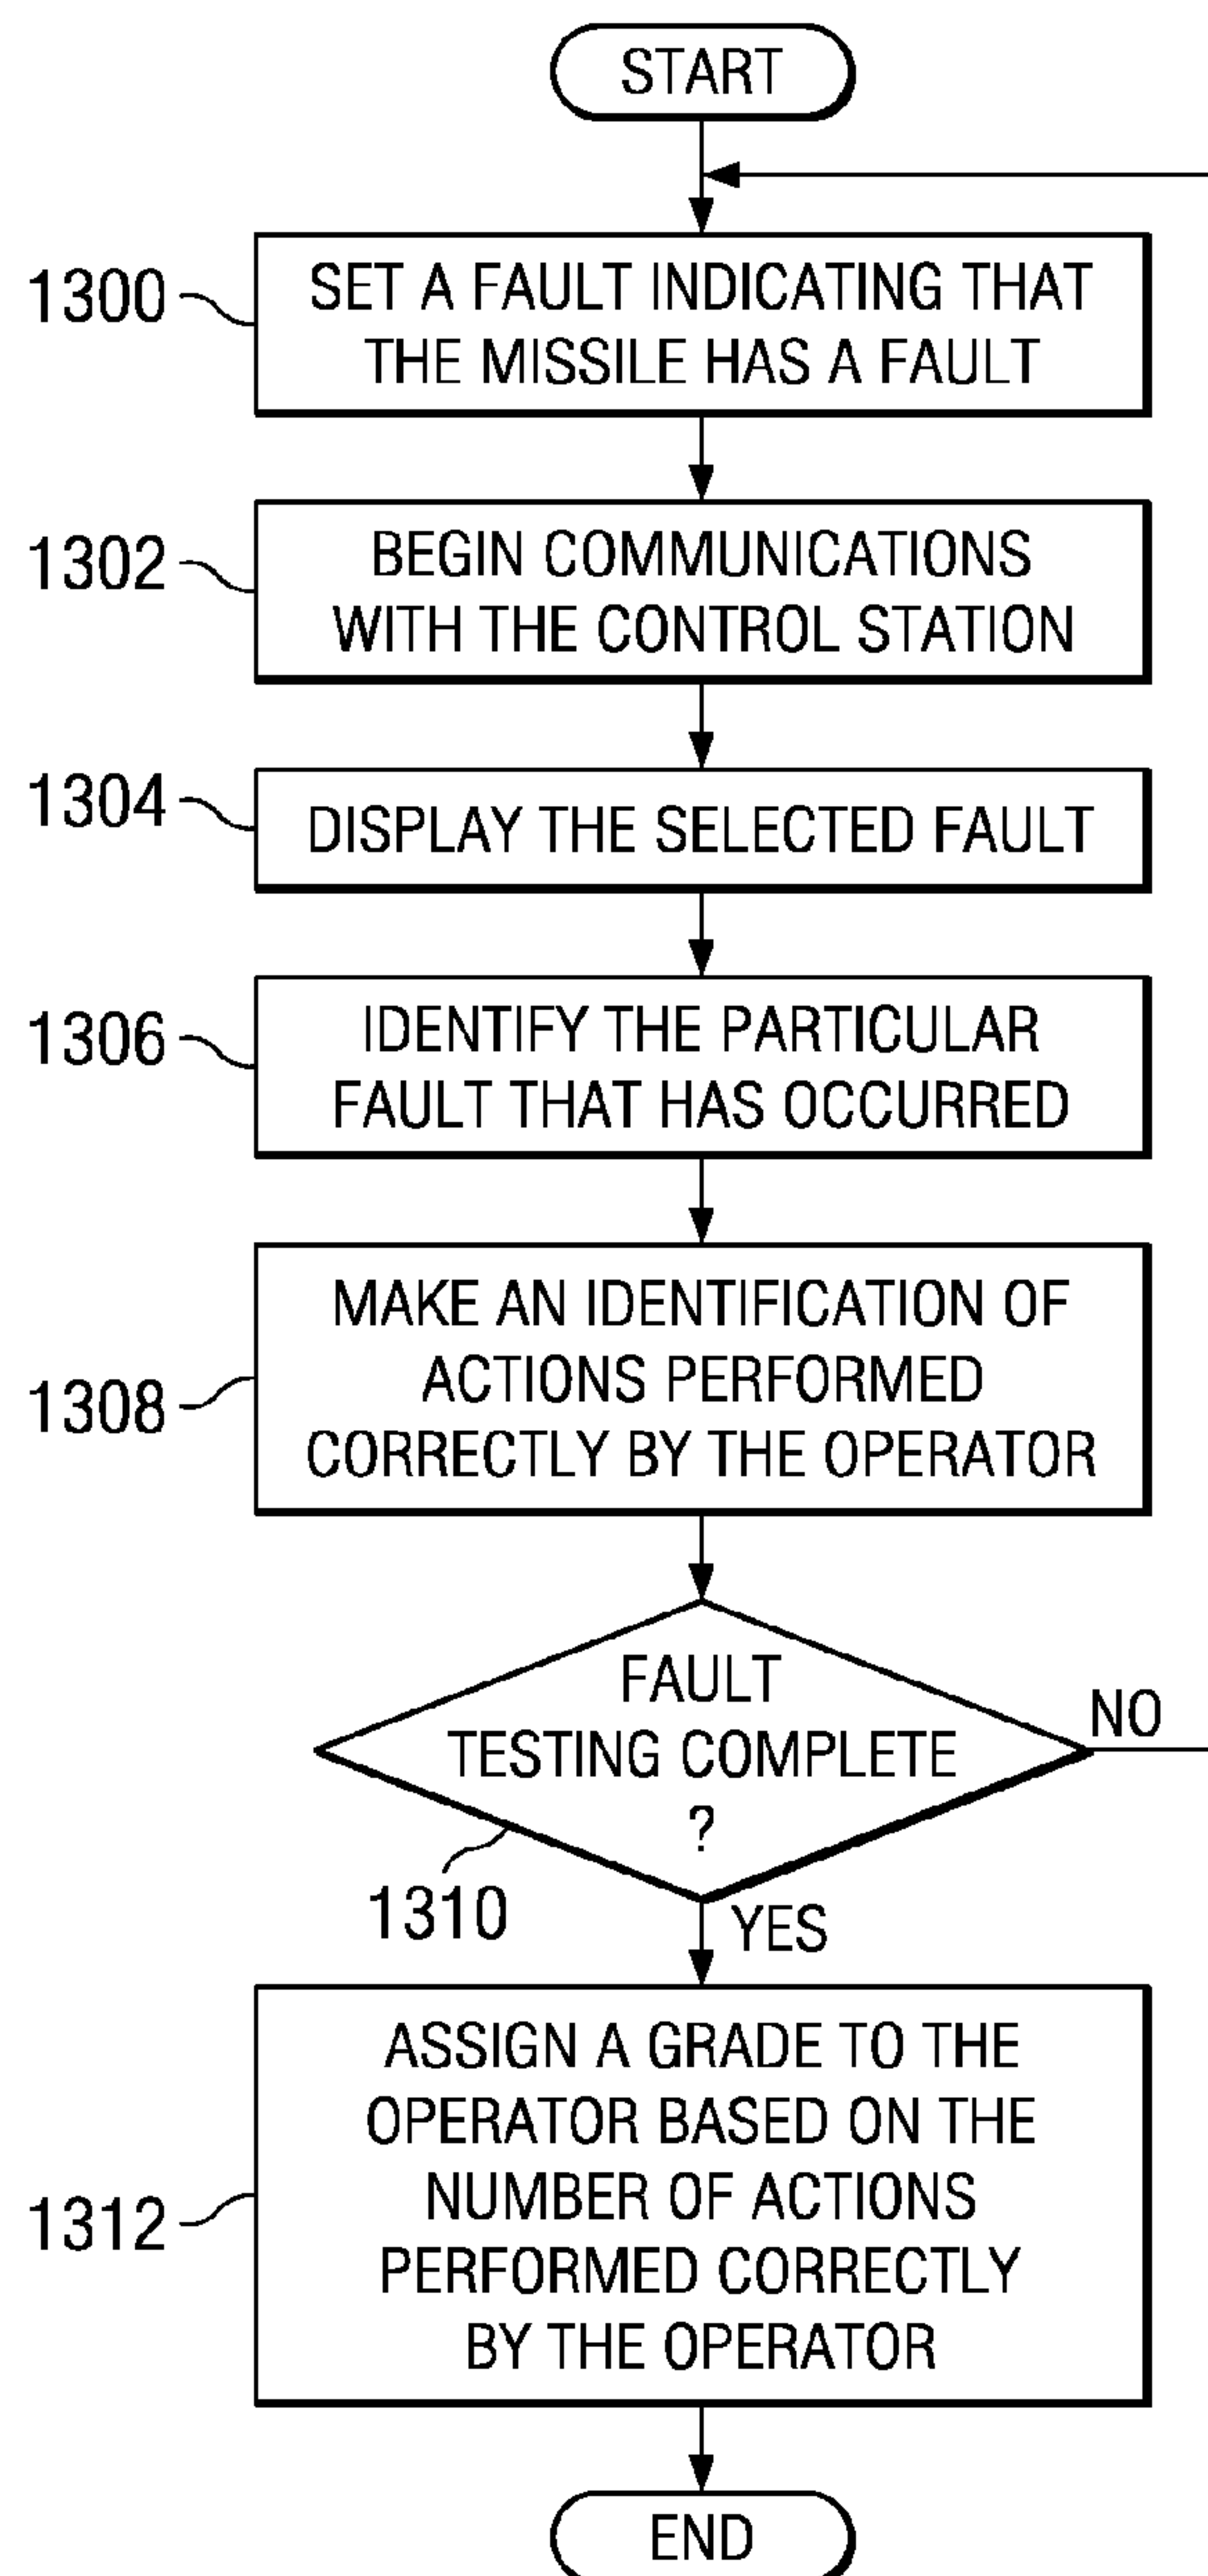 START
1300
SET A FAULT INDICATING THAT
THE MISSILE HAS A FAULT
1302
BEGIN COMMUNICATIONS
WITH THE CONTROL STATION
1304
DISPLAY THE SELECTED FAULT
1306
IDENTIFY THE PARTICULAR
FAULT THAT HAS OCCURRED
1308
MAKE AN IDENTIFICATION OF
ACTIONS PERFORMED
CORRECTLY BY THE OPERATOR
FAULT
TESTING COMPLETE
?
NO
1310
YES
1312
ASSIGN A GRADE TO THE
OPERATOR BASED ON THE
NUMBER OF ACTIONS
PERFORMED CORRECTLY
BY THE OPERATOR
END